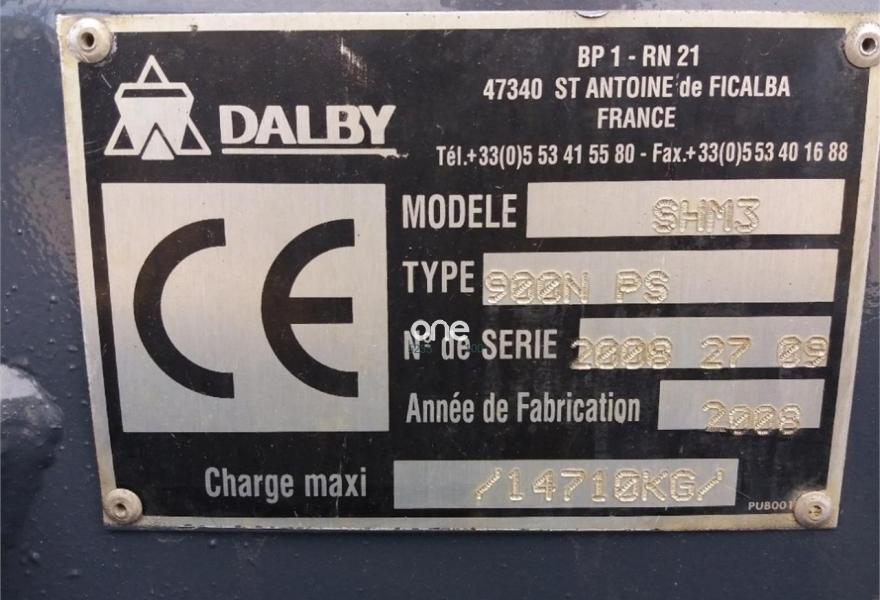 BP 1 - RN 21
47340 ST ANTOINE de FICALBA
FRANCE
DALBY
Tél.+33(0)5 53 41 55 80 - Fax.+33(0)5 53 40 16 88
CE
MODELE SHM3
TYPE 900N PS
one
N° de SERIE 2008 27 09
Année de Fabrication 2008
Charge maxi /14710KG/
PUB001